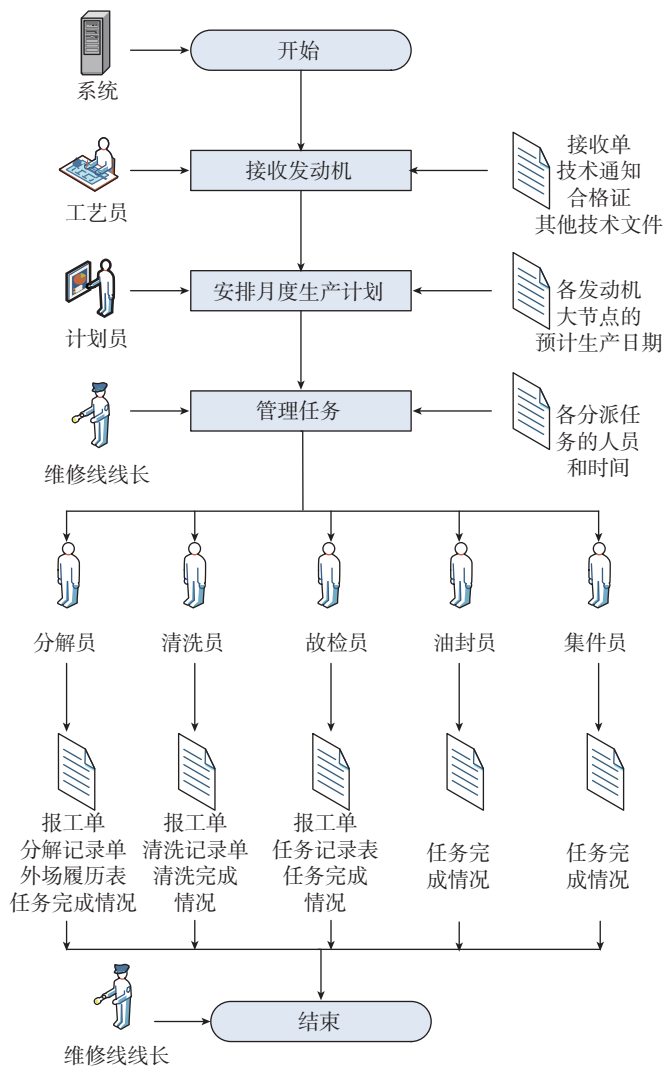 开始
系统
接收发动机
工艺员
接收单
技术通知
合格证
其他技术文件
安排月度生产计划
计划员
各发动机
大节点的
预计生产日期
管理任务
维修线线长
各分派任
务的人员
和时间
分解员
清洗员
故检员
油封员
集件员
报工单
分解记录单
外场履历表
任务完成情况
报工单
清洗记录单
清洗完成
情况
报工单
任务记录表
任务完成
情况
任务完
成情况
任务完
成情况
结束
维修线线长